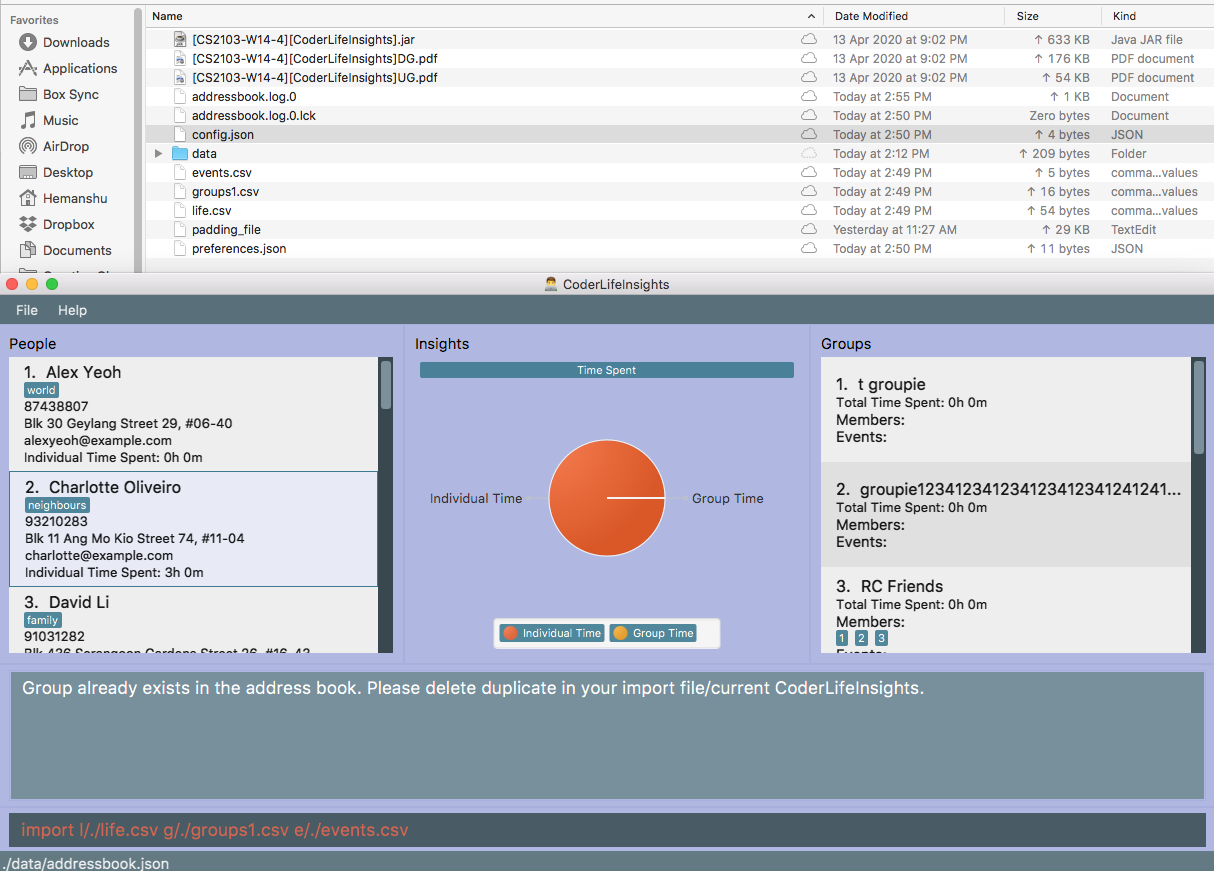 Favorites
Downloads
Applications
Box Sync
Music
AirDrop
Desktop
Hemanshu
Dropbox
Documents
Name Date Modified Size Kind
[CS2103-W14-4][CoderLifeInsights].jar 13 Apr 2020 at 9:02 PM ↑ 633 KB Java JAR file
[CS2103-W14-4][CoderLifeInsights]DG.pdf 13 Apr 2020 at 9:02 PM ↑ 176 KB PDF document
[CS2103-W14-4][CoderLifeInsights]UG.pdf 13 Apr 2020 at 9:02 PM ↑ 54 KB PDF document
addressbook.log.0 Today at 2:55 PM ↑ 1 KB Document
addressbook.log.0.lck Today at 2:50 PM Zero bytes Document
config.json Today at 2:50 PM ↑ 4 bytes JSON
data Today at 2:12 PM ↑ 209 bytes Folder
events.csv Today at 2:49 PM ↑ 5 bytes comma...values
groups1.csv Today at 2:49 PM ↑ 16 bytes comma...values
life.csv Today at 2:49 PM ↑ 54 bytes comma...values
padding_file Yesterday at 11:27 AM ↑ 29 KB TextEdit
preferences.json Today at 2:50 PM ↑ 11 bytes JSON
CoderLifeInsights
File Help
People
1. Alex Yeoh
world
87438807
Blk 30 Geylang Street 29, #06-40
alexyeoh@example.com
Individual Time Spent: 0h 0m
2. Charlotte Oliveiro
neighbours
93210283
Blk 11 Ang Mo Kio Street 74, #11-04
charlotte@example.com
Individual Time Spent: 3h 0m
3. David Li
family
91031282
Blk 436 Serangoon Gardens Street 26, #16-43
Insights
Time Spent
Individual Time Group Time
Individual Time Group Time
Groups
1. t groupie
Total Time Spent: 0h 0m
Members:
Events:
2. groupie1234123412341234123412341241241...
Total Time Spent: 0h 0m
Members:
Events:
3. RC Friends
Total Time Spent: 0h 0m
Members:
1 2 3
Events:
Group already exists in the address book. Please delete duplicate in your import file/current CoderLifeInsights.
import l/./life.csv g/./groups1.csv e/./events.csv
./data/addressbook.json